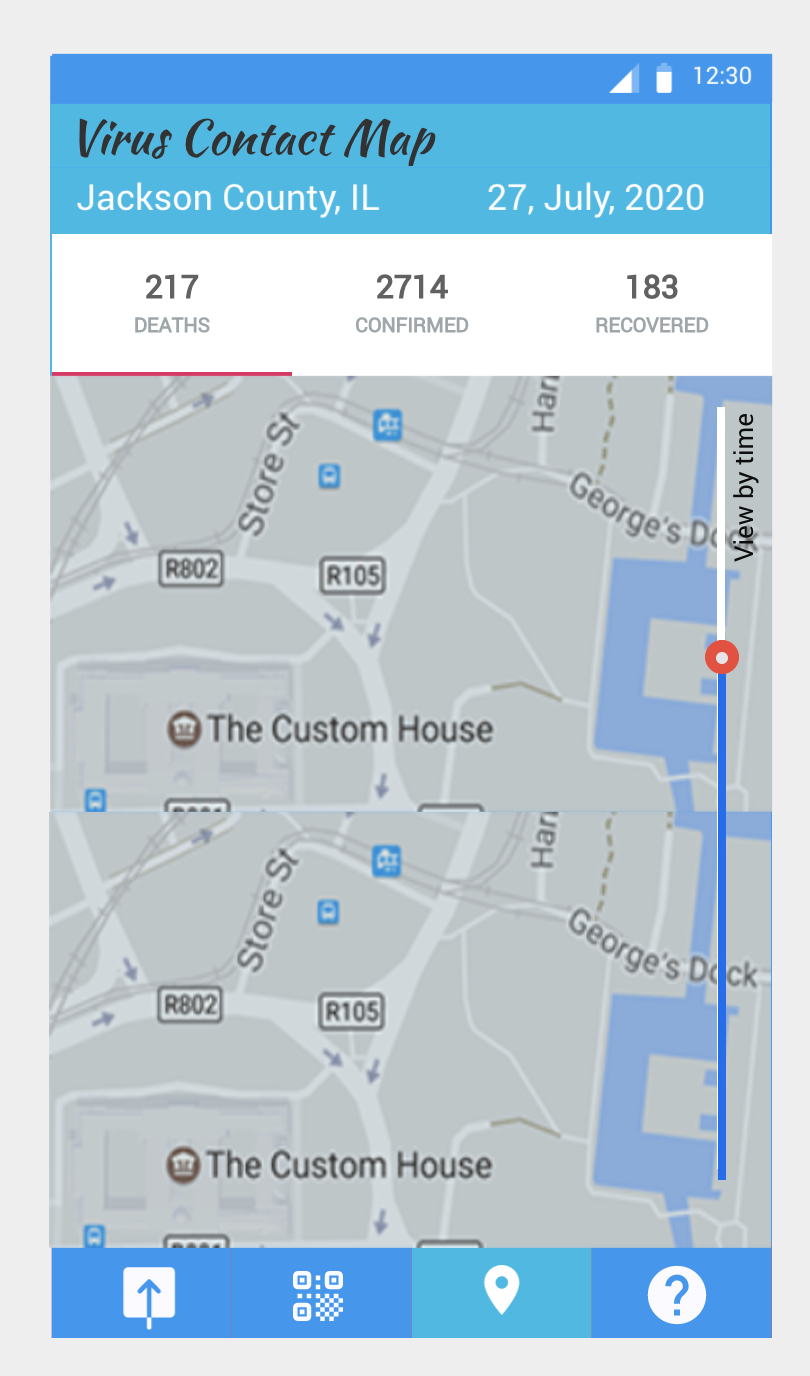 12:30
Virus Contact Map
Jackson County, IL 27, July, 2020
217 2714 183
DEATHS CONFIRMED RECOVERED
View by time
Store St
George's Dock
R802
R105
The Custom House
Store St
George's Dock
R802
R105
The Custom House